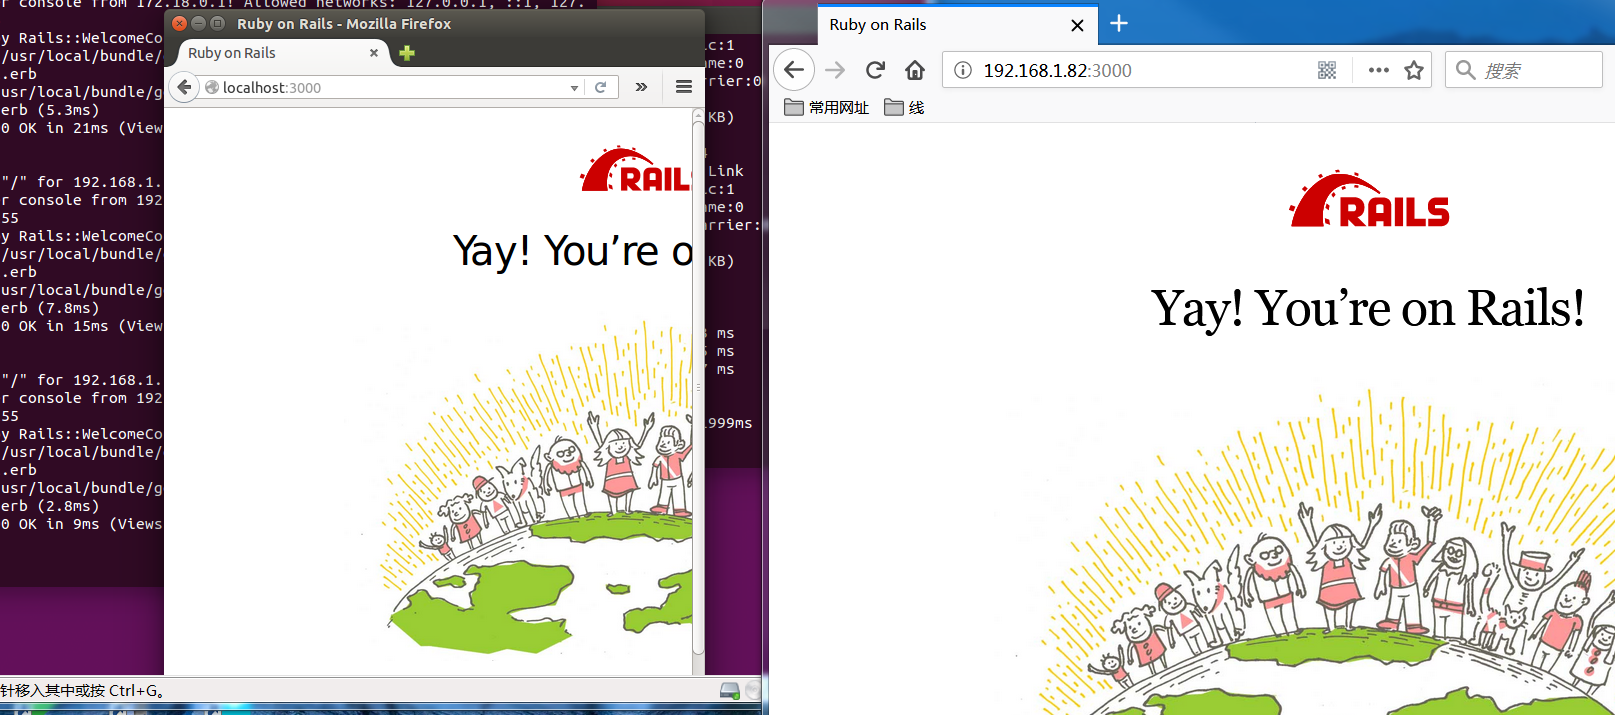 r console from 172.18.0.1! Allowed networks: 127.0.0.1, ::1, 127.
y Rails::WelcomeCo
/usr/local/bundle/
.erb
usr/local/bundle/g
erb (5.3ms)
0 OK in 21ms (View
"/" for 192.168.1.
r console from 192
55
y Rails::WelcomeCo
/usr/local/bundle/
.erb
usr/local/bundle/g
erb (7.8ms)
0 OK in 15ms (View
"/" for 192.168.1.
r console from 192
55
y Rails::WelcomeCo
/usr/local/bundle/
.erb
usr/local/bundle/g
erb (2.8ms)
0 OK in 9ms (Views
针移入其中或按 Ctrl+G。
Ruby on Rails - Mozilla Firefox
Ruby on Rails
localhost:3000
RAILS
Yay! You’re o
c:1
ame:0
rrier:0
KB)
Link
c:1
ame:0
arrier:
KB)
ms
ms
ms
1999ms
Ruby on Rails
192.168.1.82:3000
搜索
常用网址
线
RAILS
Yay! You’re on Rails!